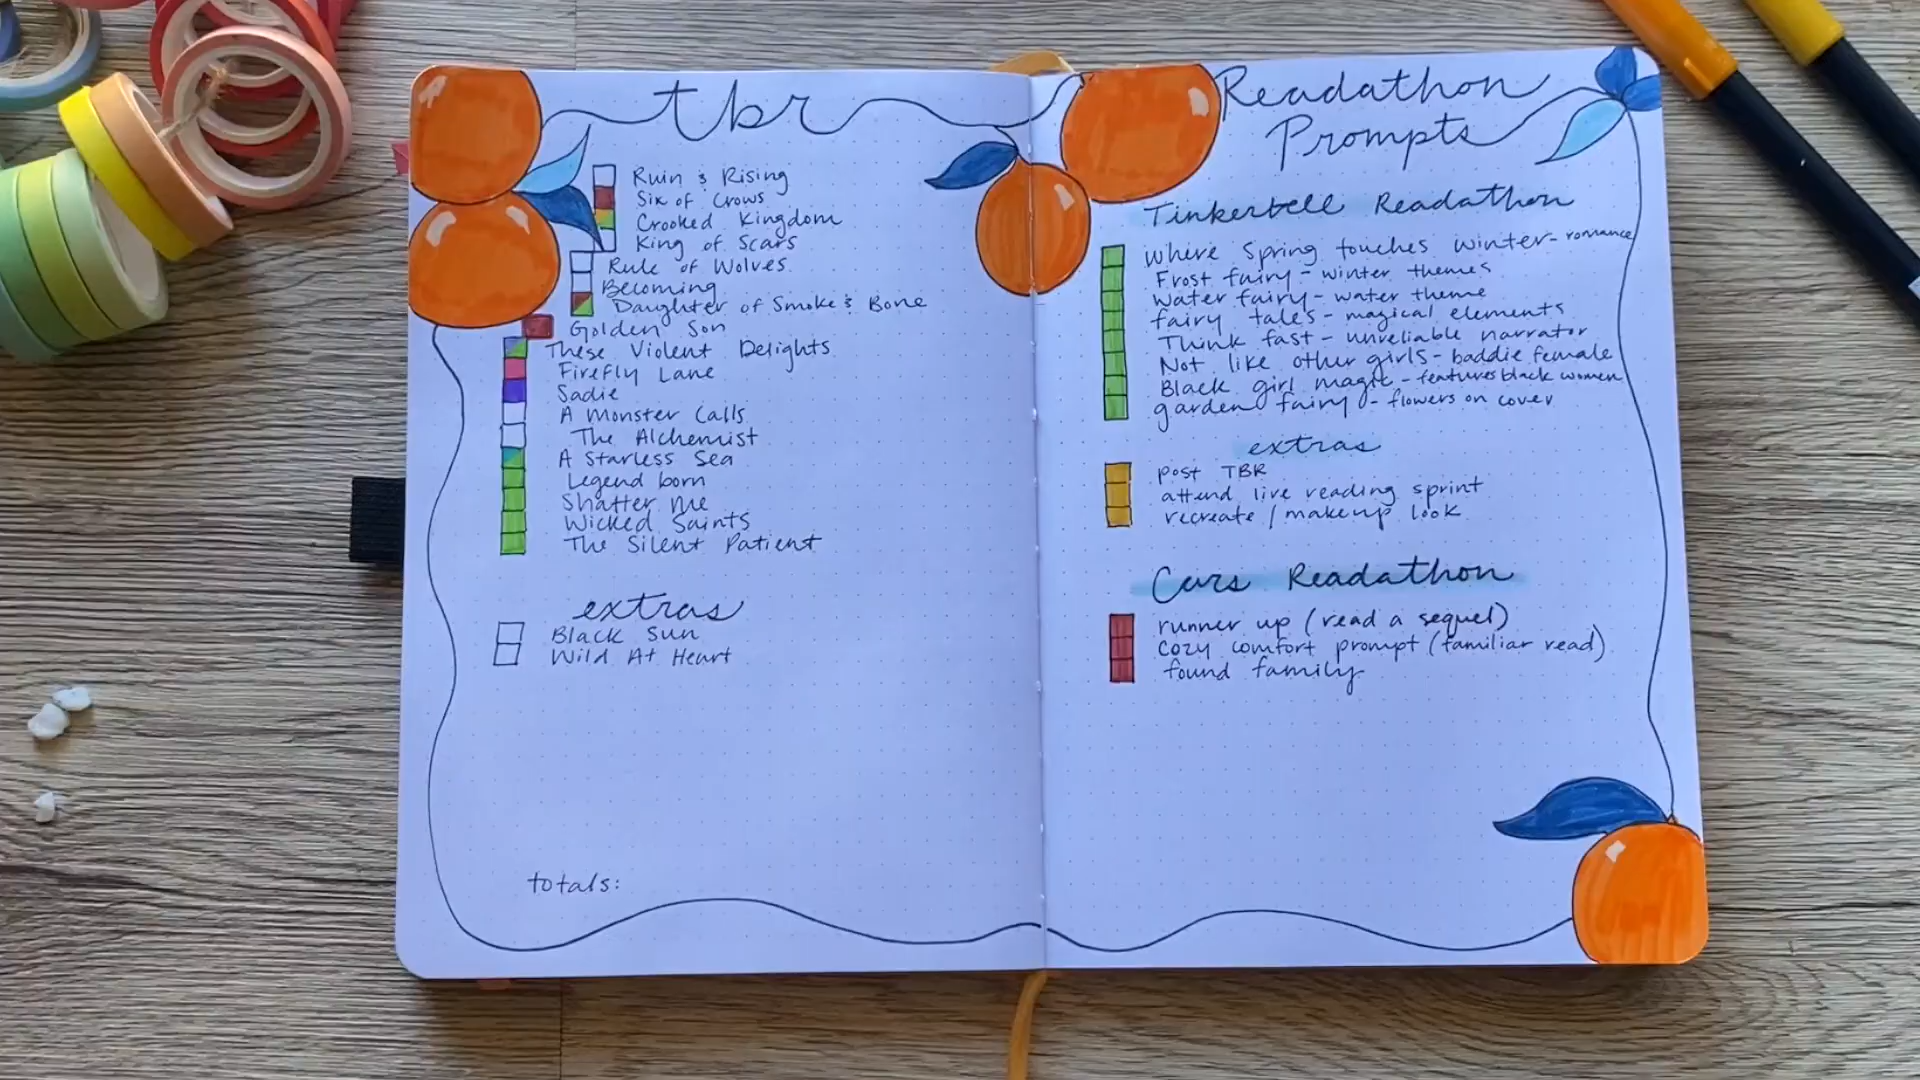 tbr
Ruin & Rising
Six of Crows
Crooked Kingdom
King of Scars
Rule of Wolves
Becoming
Daughter of Smoke & Bone
Golden Son
These Violent Delights
Firefly Lane
Sadie
A Monster Calls
The Alchemist
A Starless Sea
Legend born
Shatter Me
Wicked Saints
The Silent Patient
extras
Black Sun
Wild At Heart
totals:
Readathon
Prompts
Tinkerbell Readathon
Where Spring touches winter - romance
Frost fairy - winter themes
Water fairy - water theme
fairy tales - magical elements
Think fast - unreliable narrator
Not like other girls - baddie female
Black girl magic - features black women
garden fairy - flowers on cover
extras
post TBR
attend live reading sprint
recreate / makeup look
Cars Readathon
runner up (read a sequel)
cozy comfort prompt (familiar read)
found family